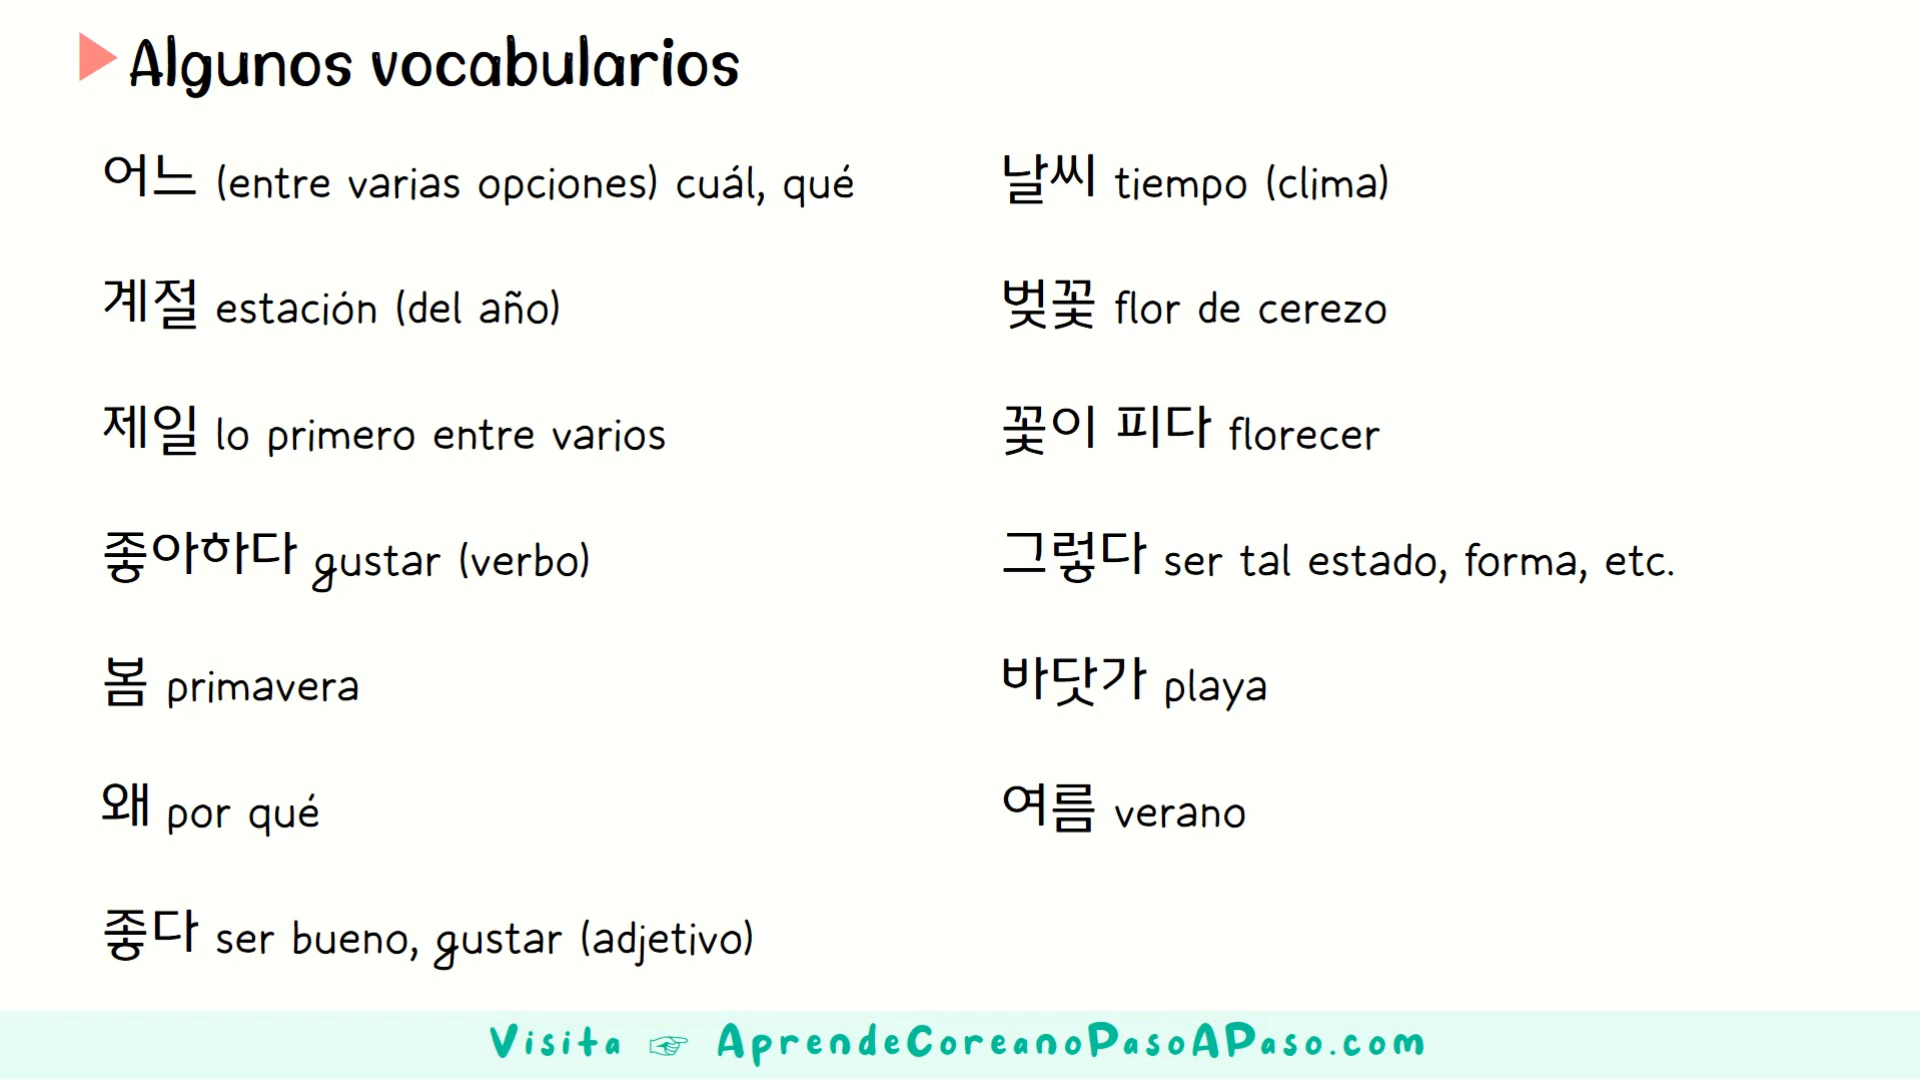 Algunos vocabularios
어느 (entre varias opciones) cuál, qué
계절 estación (del año)
제일 lo primero entre varios
좋아하다 gustar (verbo)
봄 primavera
왜 por qué
좋다 ser bueno, gustar (adjetivo)
날씨 tiempo (clima)
벚꽃 flor de cerezo
꽃이 피다 florecer
그렇다 ser tal estado, forma, etc.
바닷가 playa
여름 verano
Visita ☞ AprendeCoreanoPasoAPaso.com